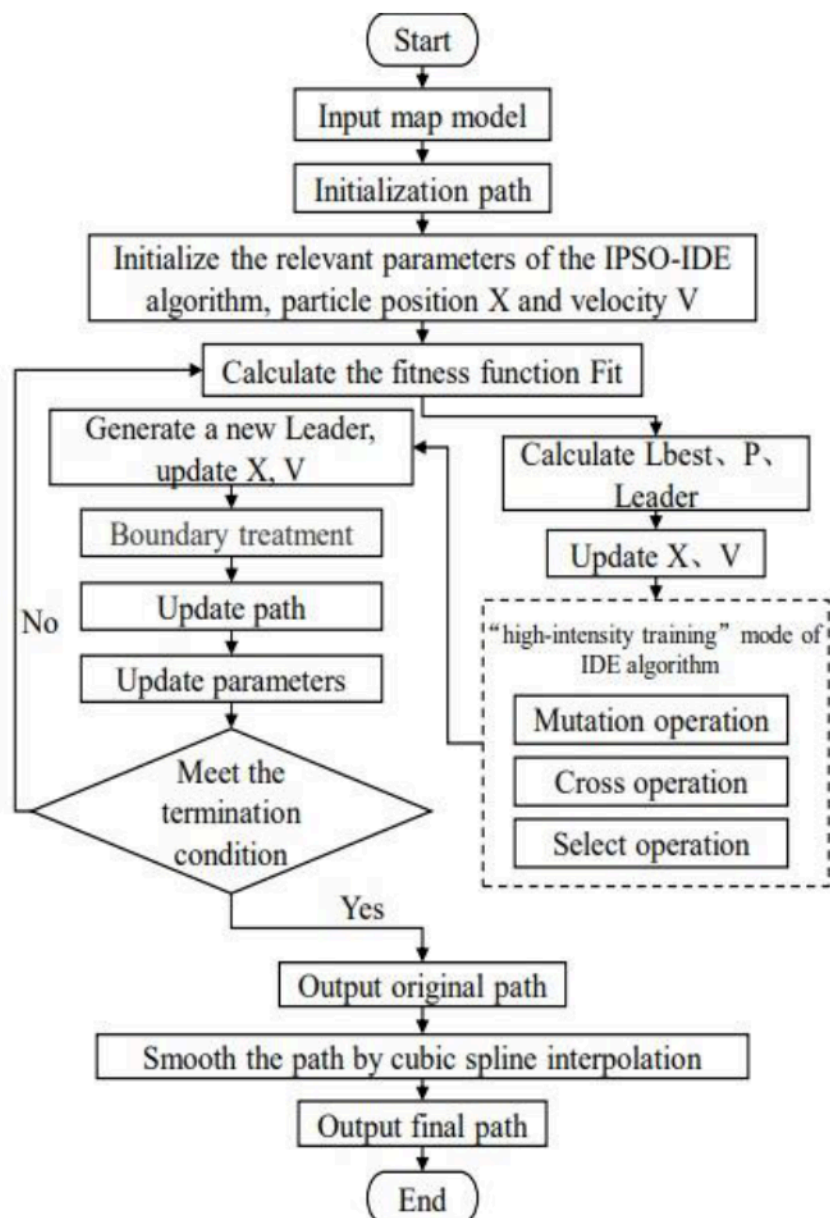 Start
Input map model
Initialization path
Initialize the relevant parameters of the IPSO-IDE
algorithm, particle position X and velocity V
Calculate the fitness function Fit
Calculate Lbest、P、
Leader
Update X、V
“high-intensity training” mode of
IDE algorithm
Mutation operation
Cross operation
Select operation
Generate a new Leader,
update X, V
Boundary treatment
Update path
Update parameters
Meet the
termination
condition
No
Yes
Output original path
Smooth the path by cubic spline interpolation
Output final path
End